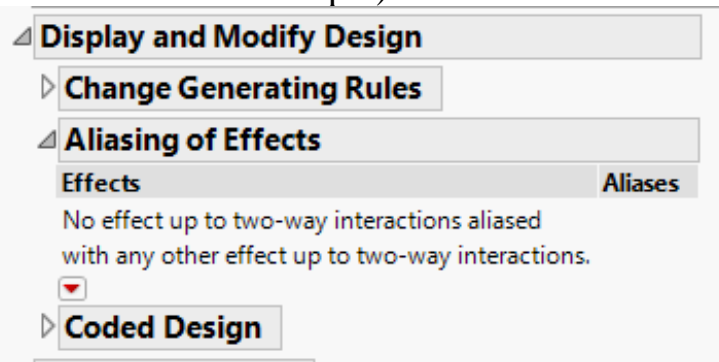 Display and Modify Design
Change Generating Rules
Aliasing of Effects
Effects Aliases
No effect up to two-way interactions aliased
with any other effect up to two-way interactions.
Coded Design